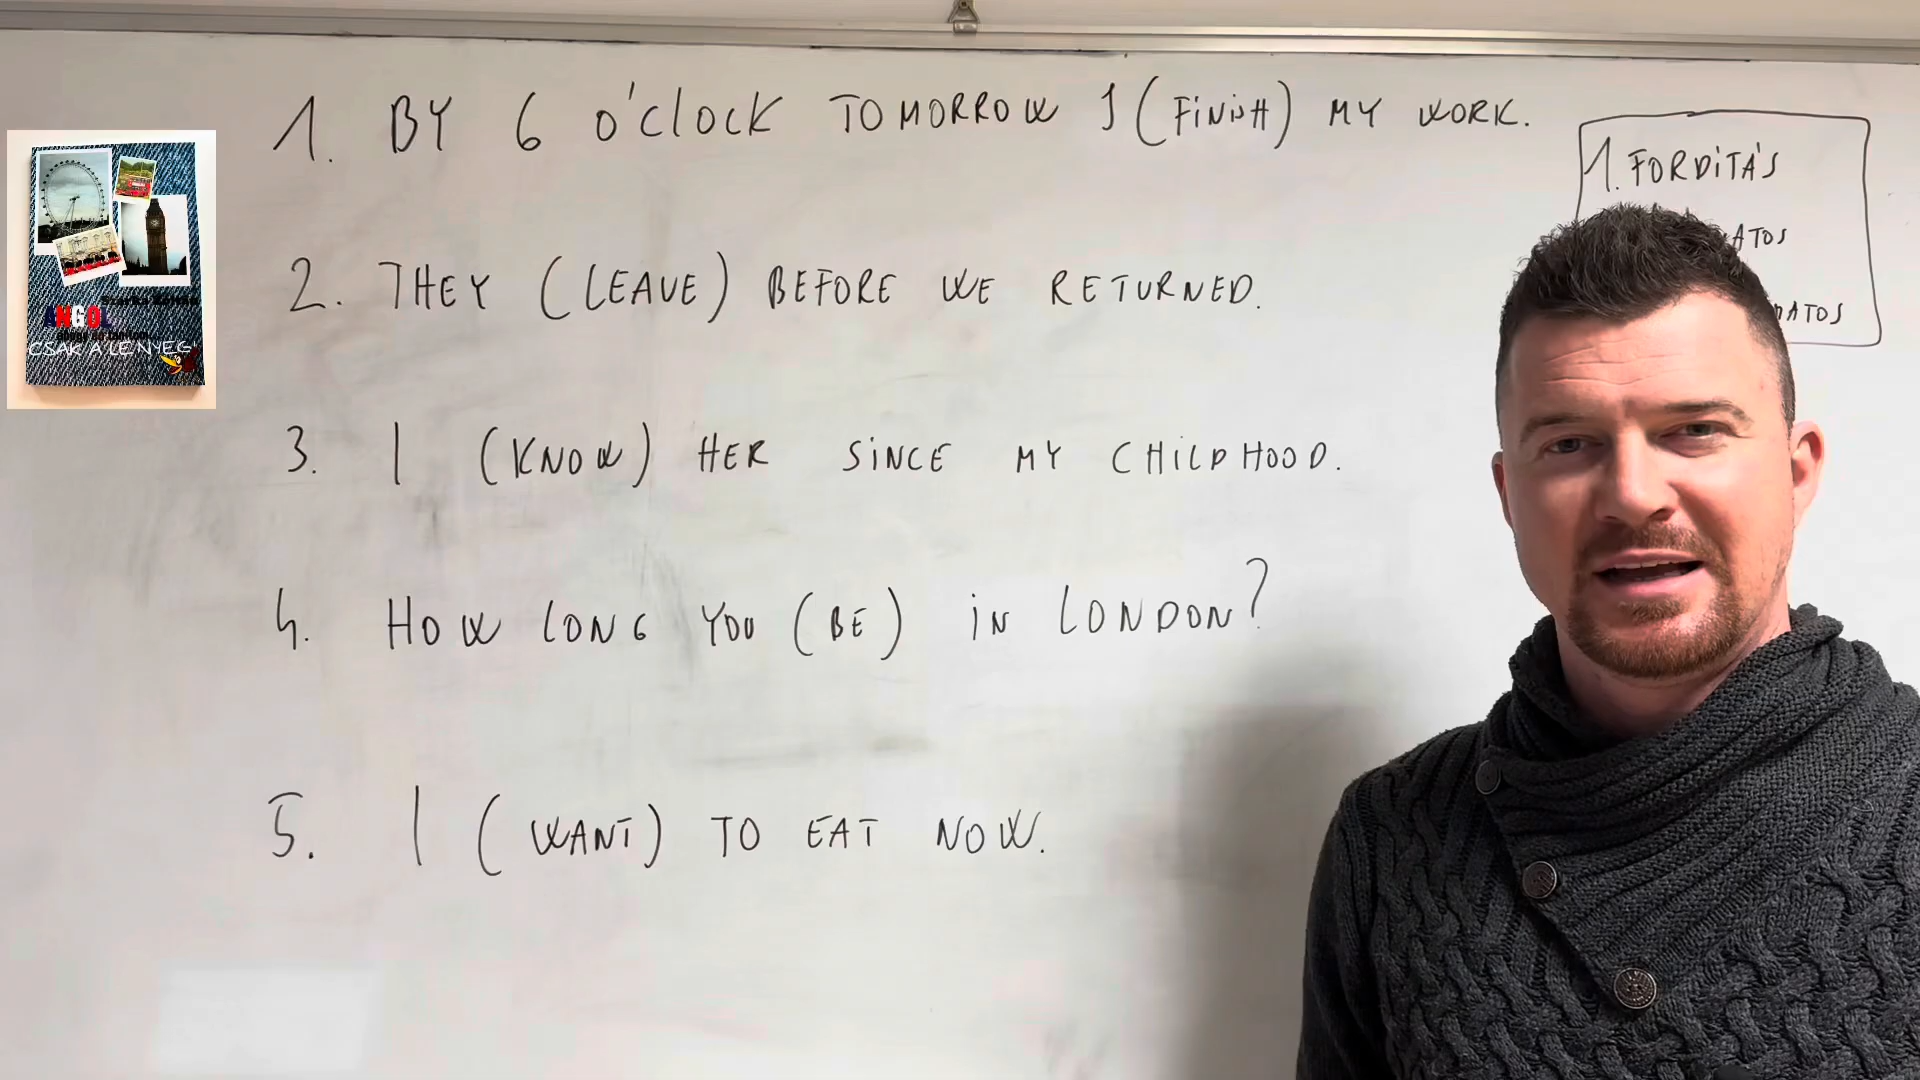 1. BY 6 O'CLOCK TOMORROW I (FINISH) MY WORK.
2. THEY (LEAVE) BEFORE WE RETURNED.
3. I (KNOW) HER SINCE MY CHILDHOOD.
4. HOW LONG YOU (BE) IN LONDON?
5. I (WANT) TO EAT NOW.
1. FORDÍTÁS
ANGOL
CSAK A LÉNYEG